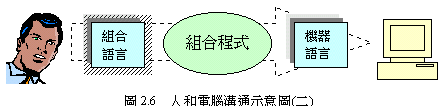 組合
語言
組合程式
機器
語言
圖 2.6 人和電腦溝通示意圖(二)